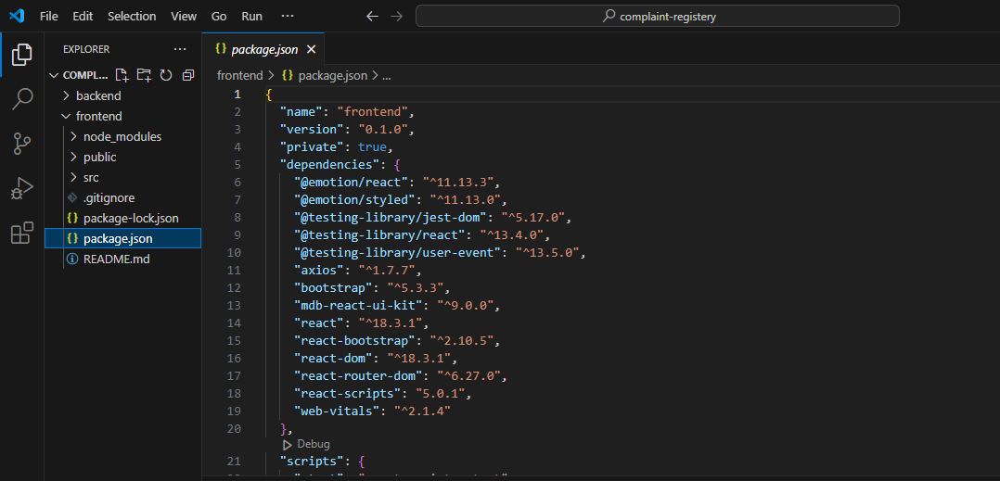 File Edit Selection View Go Run ...
complaint-registery
EXPLORER ...
COMPL...
backend
frontend
node_modules
public
src
.gitignore
package-lock.json
package.json
README.md
package.json
frontend > {} package.json > ...
1 {
2 "name": "frontend",
3 "version": "0.1.0",
4 "private": true,
5 "dependencies": {
6 "@emotion/react": "^11.13.3",
7 "@emotion/styled": "^11.13.0",
8 "@testing-library/jest-dom": "^5.17.0",
9 "@testing-library/react": "^13.4.0",
10 "@testing-library/user-event": "^13.5.0",
11 "axios": "^1.7.7",
12 "bootstrap": "^5.3.3",
13 "mdb-react-ui-kit": "^9.0.0",
14 "react": "^18.3.1",
15 "react-bootstrap": "^2.10.5",
16 "react-dom": "^18.3.1",
17 "react-router-dom": "^6.27.0",
18 "react-scripts": "5.0.1",
19 "web-vitals": "^2.1.4"
20 },
Debug
21 "scripts": {